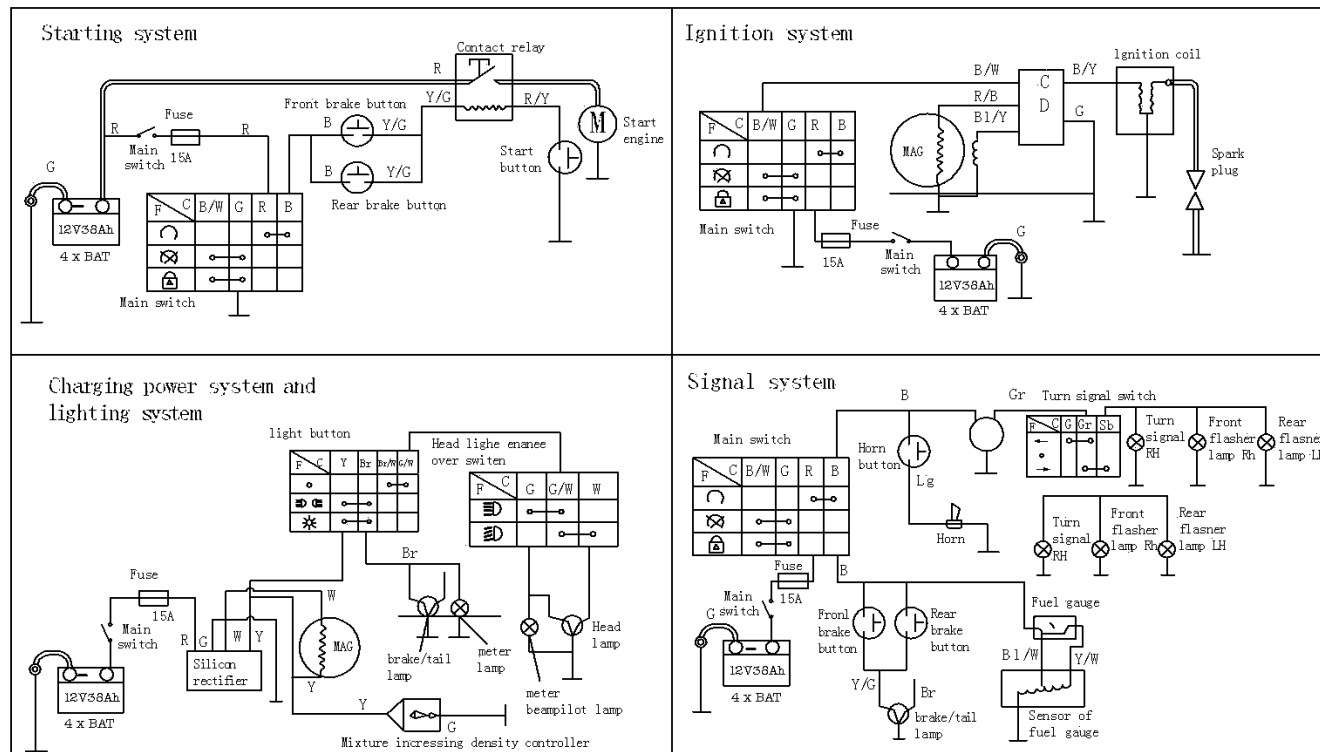 Starting system
Contact relay
R
Y/G
R/Y
Fuse
Front brake button
R
R
B
Y/G
M
Start
engine
Main
switch
15A
Start
button
G
B
Y/G
Rear brake button
12V38Ah
4 x BAT
F C B/W G R B
Main switch
Ignition system
Ignition coil
B/W
C
D
B/Y
R/B
Bl/Y
G
F C B/W G R B
MAG
Spark
plug
Main switch
Fuse
15A
Main
switch
G
12V38Ah
4 x BAT
Charging power system and
lighting system
light button
Head lighe enanee
over switen
F C Y Br Br/W G/W
F C G G/W W
Br
Fuse
15A
Main
switch
R
G
W
Y
W
MAG
Silicon
rectifier
Y
brake/tail
lamp
meter
lamp
Head
lamp
meter
beampilot lamp
12V38Ah
4 x BAT
Y
G
Mixture increasing density controller
Signal system
B
Gr
Turn signal switch
Main switch
F C G Gr Sb
Horn
button
Lg
Horn
Turn
signal
RH
Front
flasher
lamp Rh
Rear
flasner
lamp LH
F C B/W G R B
Turn
signal
RH
Front
flasher
lamp Rh
Rear
flasner
lamp LH
Fuse
15A
B
Main
switch
G
12V38Ah
4 x BAT
Fronl
brake
button
Rear
brake
button
Fuel gauge
Bl/W
Y/W
Y/G
Br
brake/tail
lamp
Sensor of
fuel gauge